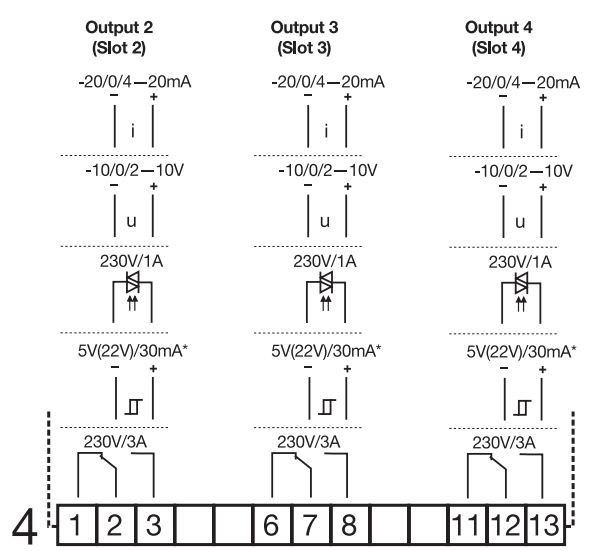 Output 2 Output 3 Output 4
(Slot 2) (Slot 3) (Slot 4)
-20/0/4—20mA -20/0/4—20mA -20/0/4—20mA
− + − + − +
i i i
-10/0/2—10V -10/0/2—10V -10/0/2—10V
− + − + − +
u u u
230V/1A 230V/1A 230V/1A
5V(22V)/30mA* 5V(22V)/30mA* 5V(22V)/30mA*
− + − + − +
230V/3A 230V/3A 230V/3A
4 1 2 3 6 7 8 11 12 13